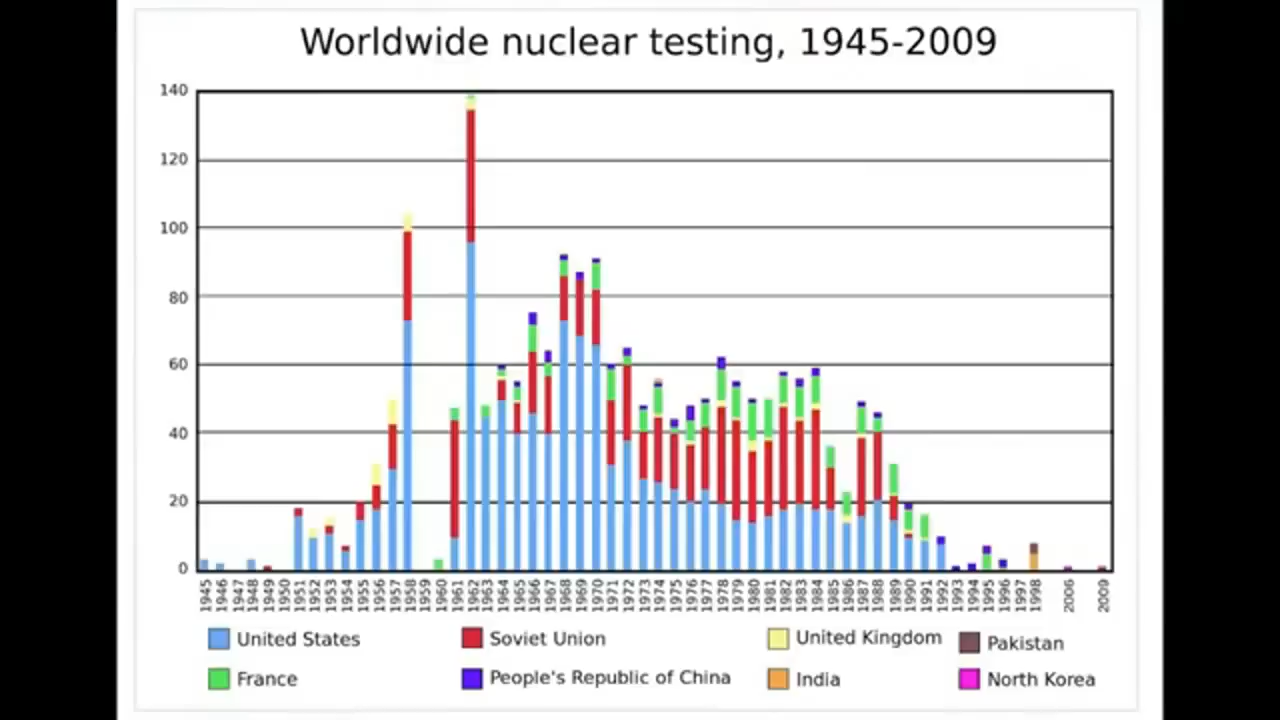 Worldwide nuclear testing, 1945-2009
140
120
100
80
60
40
20
0
1945 1946 1947 1948 1949 1950 1951 1952 1953 1954 1955 1956 1957 1958 1959 1960 1961 1962 1963 1964 1965 1966 1967 1968 1969 1970 1971 1972 1973 1974 1975 1976 1977 1978 1979 1980 1981 1982 1983 1984 1985 1986 1987 1988 1989 1990 1991 1992 1993 1994 1995 1996 1997 1998 2006 2009
United States Soviet Union United Kingdom Pakistan
France People's Republic of China India North Korea